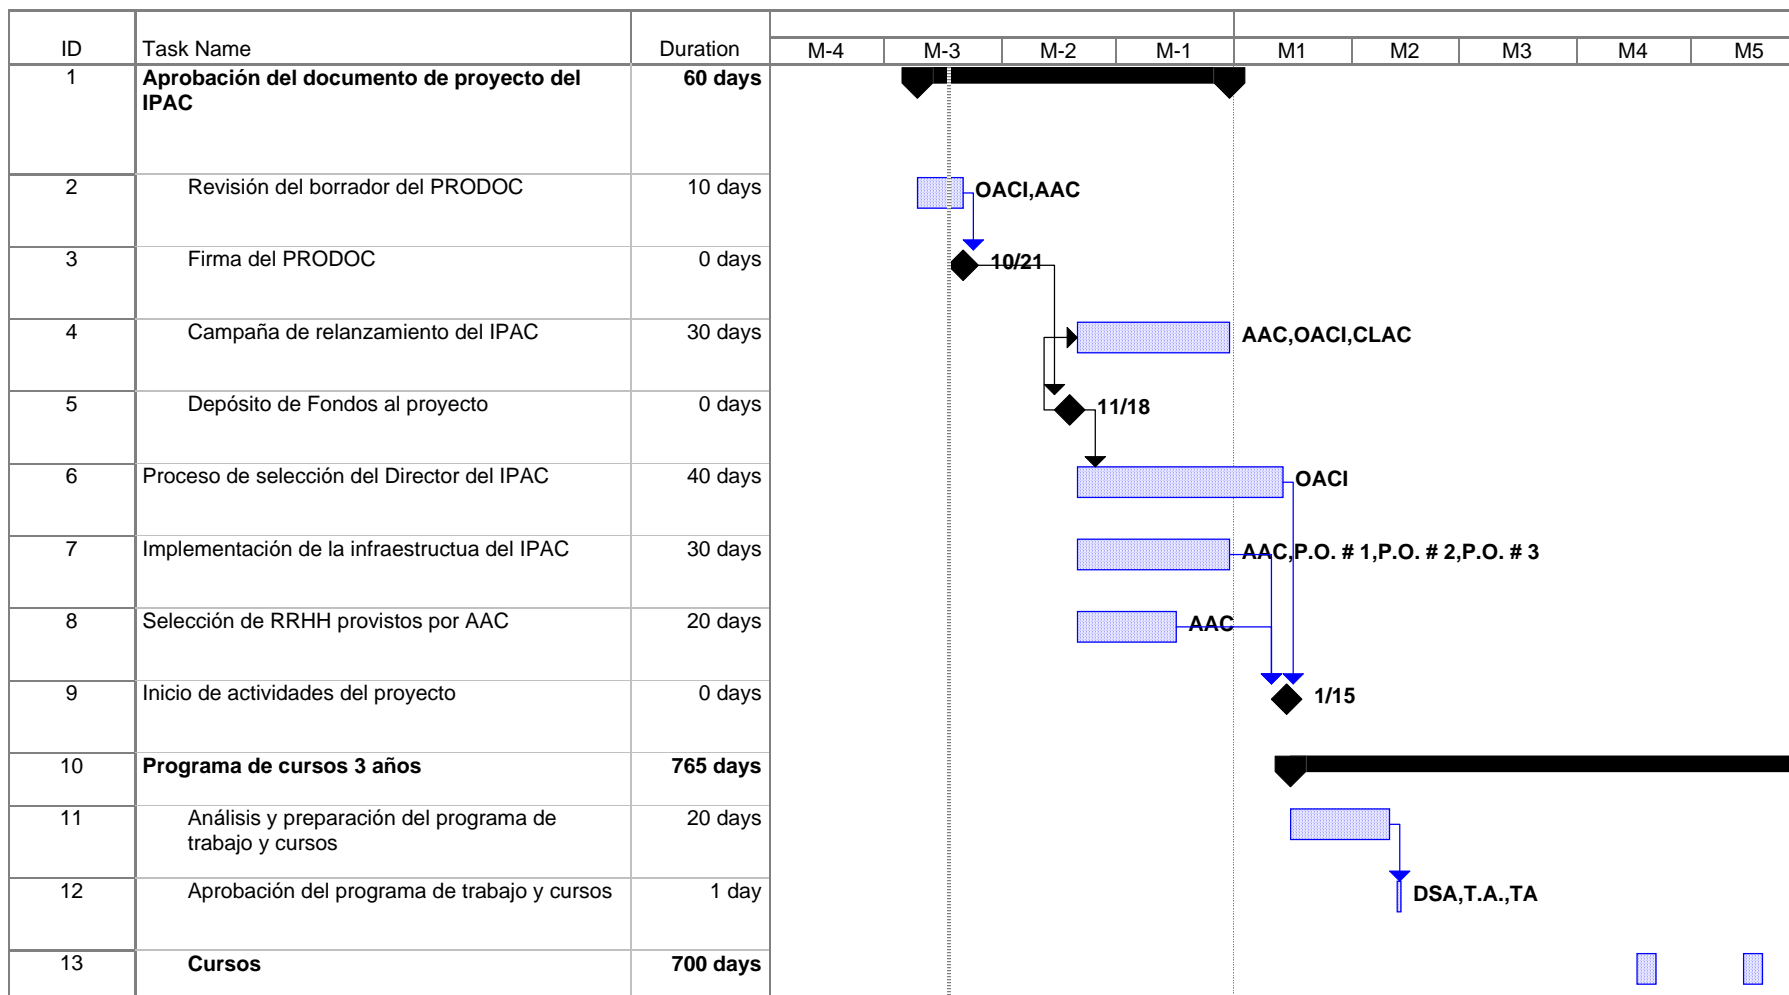 ID Task Name Duration M-4 M-3 M-2 M-1 M1 M2 M3 M4 M5
1 Aprobación del documento de proyecto del 60 days
IPAC
2 Revisión del borrador del PRODOC 10 days OACI,AAC
3 Firma del PRODOC 0 days 10/21
4 Campaña de relanzamiento del IPAC 30 days AAC,OACI,CLAC
5 Depósito de Fondos al proyecto 0 days 11/18
6 Proceso de selección del Director del IPAC 40 days OACI
7 Implementación de la infraestructua del IPAC 30 days AAC,P.O. # 1,P.O. # 2,P.O. # 3
8 Selección de RRHH provistos por AAC 20 days AAC
9 Inicio de actividades del proyecto 0 days 1/15
10 Programa de cursos 3 años 765 days
11 Análisis y preparación del programa de 20 days
trabajo y cursos
12 Aprobación del programa de trabajo y cursos 1 day DSA,T.A.,TA
13 Cursos 700 days